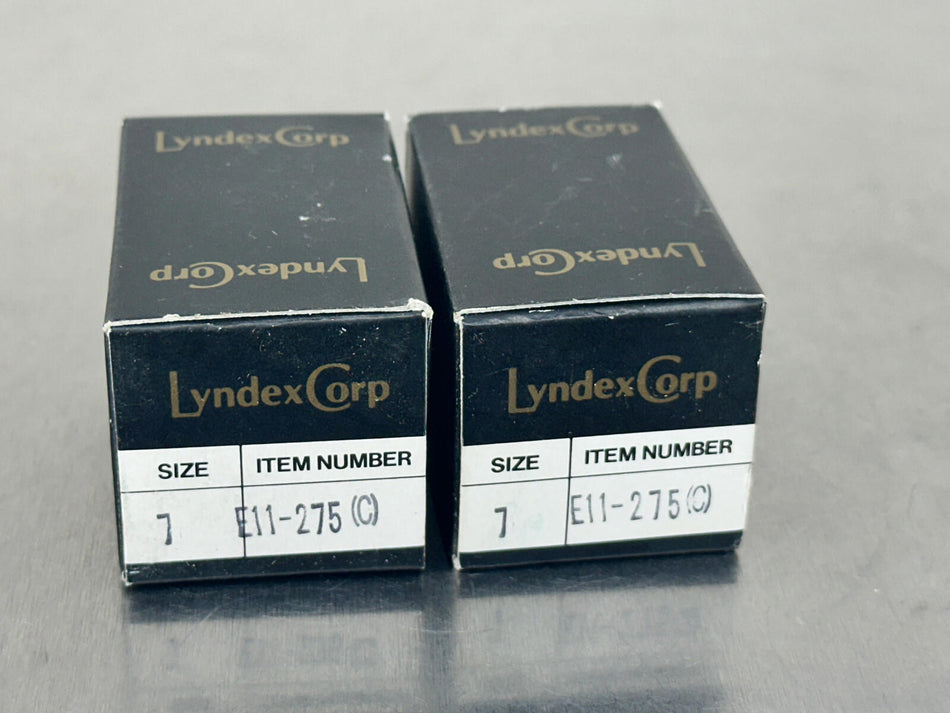 LyndexCorp
LyndexCorp
LyndexCorp
SIZE ITEM NUMBER
7 E11-275(C)
LyndexCorp
LyndexCorp
LyndexCorp
SIZE ITEM NUMBER
7 E11-275(C)